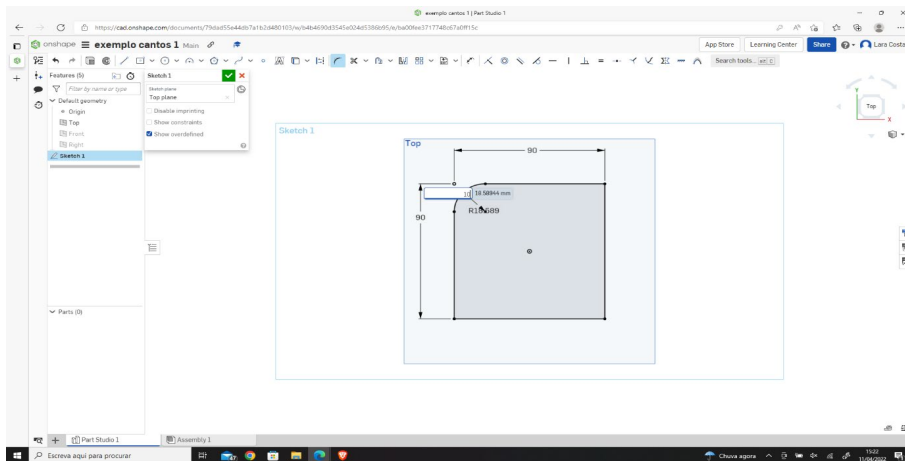 exemplo cantos 1 | Part Studio 1
https://cad.onshape.com/documents/79dad55e44db7a1b2d480103/w/b4b4690d3545e024d5386b95/e/ba00fee3717748c67a0ff15c
onshape exemplo cantos 1 Main
App Store Learning Center Share Lara Costa
Search tools... alt C
Features (5)
Filter by name or type
Default geometry
Origin
Top
Front
Right
Sketch 1
Sketch 1
Sketch plane
Top plane
Disable imprinting
Show constraints
Show overdefined
Sketch 1
Top
90
10 18.58944 mm
R18.589
90
Top
Y
X
Parts (0)
Part Studio 1 Assembly 1
Escreva aqui para procurar
Chuva agora
15:22
11/04/2022